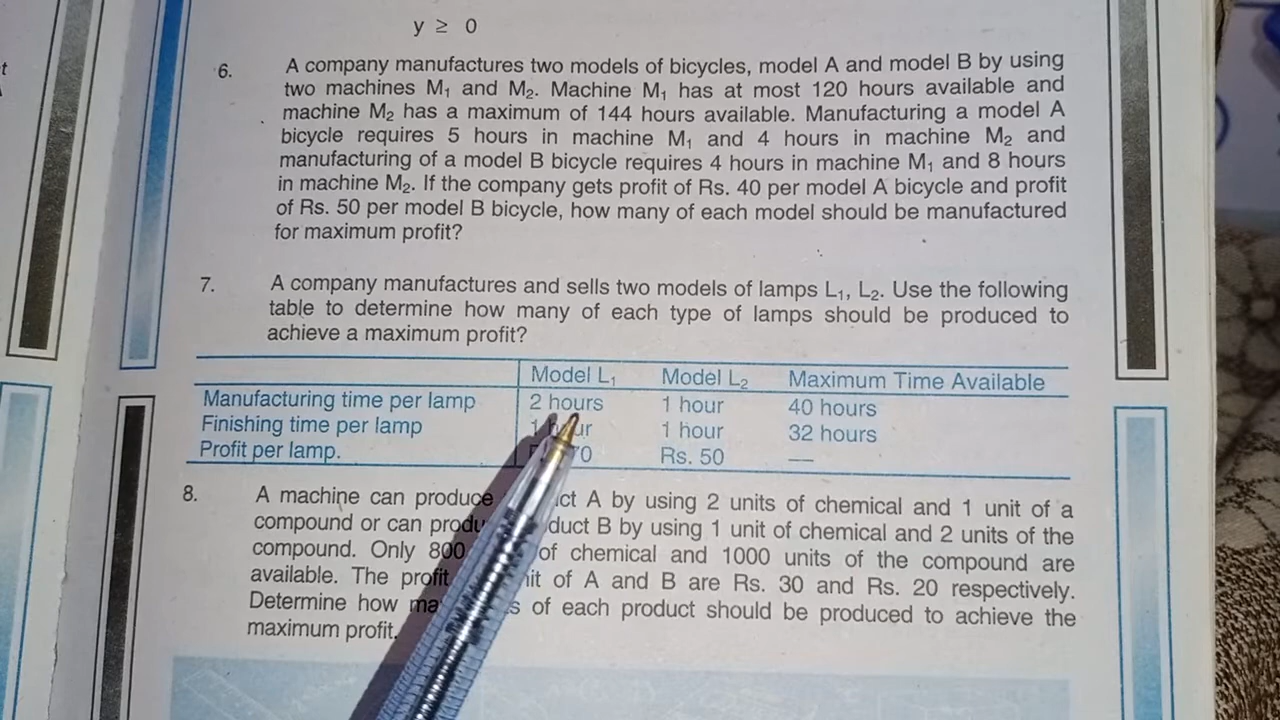 y ≥ 0
6. A company manufactures two models of bicycles, model A and model B by using
two machines M₁ and M₂. Machine M₁ has at most 120 hours available and
machine M₂ has a maximum of 144 hours available. Manufacturing a model A
bicycle requires 5 hours in machine M₁ and 4 hours in machine M₂ and
manufacturing of a model B bicycle requires 4 hours in machine M₁ and 8 hours
in machine M₂. If the company gets profit of Rs. 40 per model A bicycle and profit
of Rs. 50 per model B bicycle, how many of each model should be manufactured
for maximum profit?
7. A company manufactures and sells two models of lamps L₁, L₂. Use the following
table to determine how many of each type of lamps should be produced to
achieve a maximum profit?
Model L₁ Model L₂ Maximum Time Available
Manufacturing time per lamp 2 hours 1 hour 40 hours
Finishing time per lamp 1 1 hour 32 hours
Profit per lamp. Rs. 50 —
8. A machine can produce A by using 2 units of chemical and 1 unit of a
compound or can B by using 1 unit of chemical and 2 units of the
compound. Only 800 of chemical and 1000 units of the compound are
available. The profit of A and B are Rs. 30 and Rs. 20 respectively.
Determine how of each product should be produced to achieve the
maximum profit.